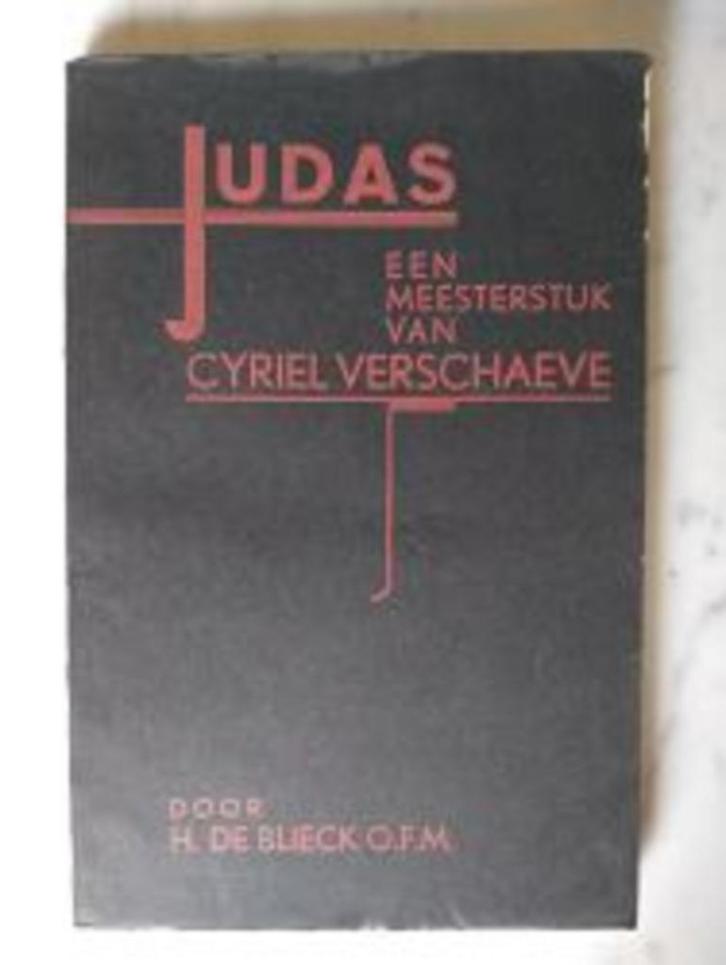 JUDAS
EEN
MEESTERSTUK
VAN
CYRIEL VERSCHAEVE
DOOR
H. DE BLIECK O.F.M.